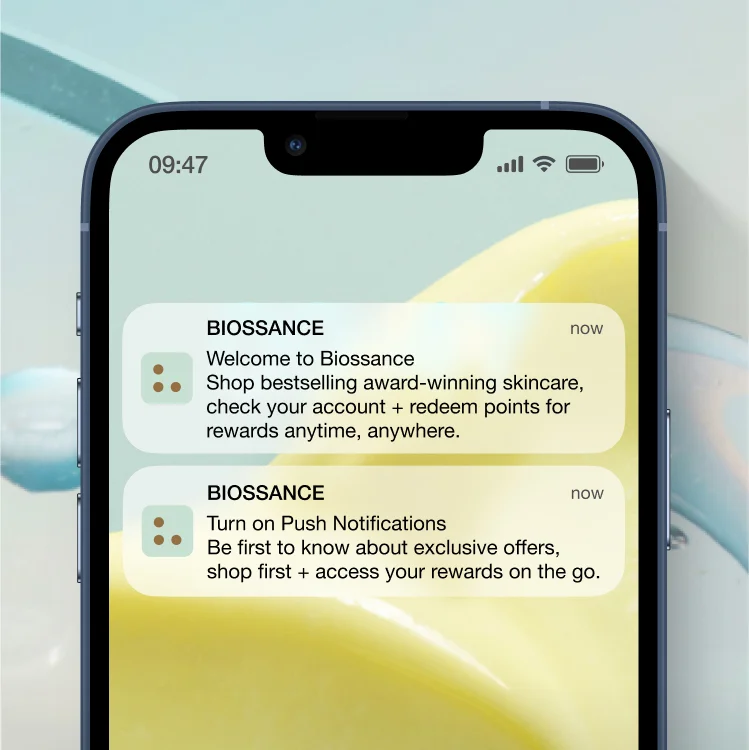 09:47
BIOSSANCE
now
Welcome to Biossance
Shop bestselling award-winning skincare,
check your account + redeem points for
rewards anytime, anywhere.
BIOSSANCE
now
Turn on Push Notifications
Be first to know about exclusive offers,
shop first + access your rewards on the go.